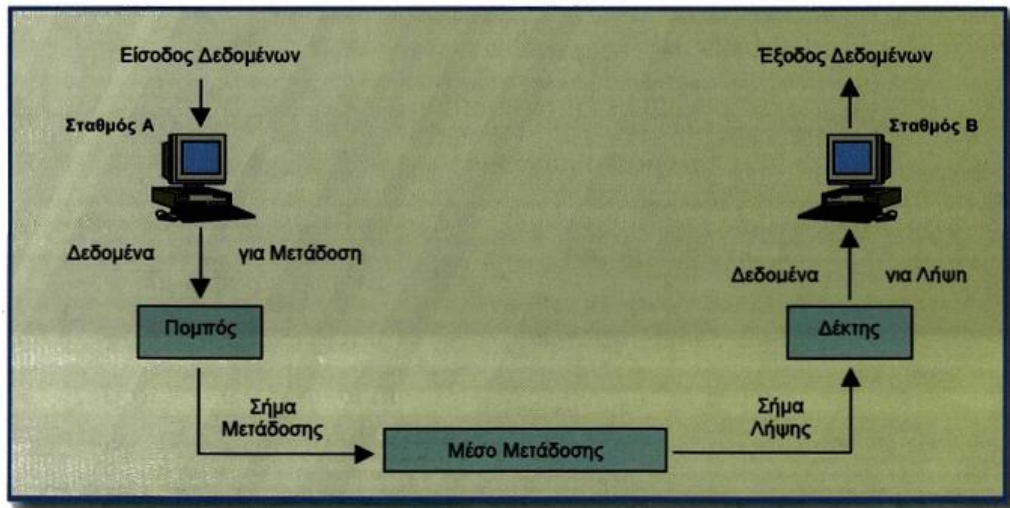 Είσοδος Δεδομένων
Έξοδος Δεδομένων
Σταθμός Α
Σταθμός Β
Δεδομένα
για Μετάδοση
Δεδομένα
για Λήψη
Πομπός
Δέκτης
Σήμα
Μετάδοσης
Σήμα
Λήψης
Μέσο Μετάδοσης